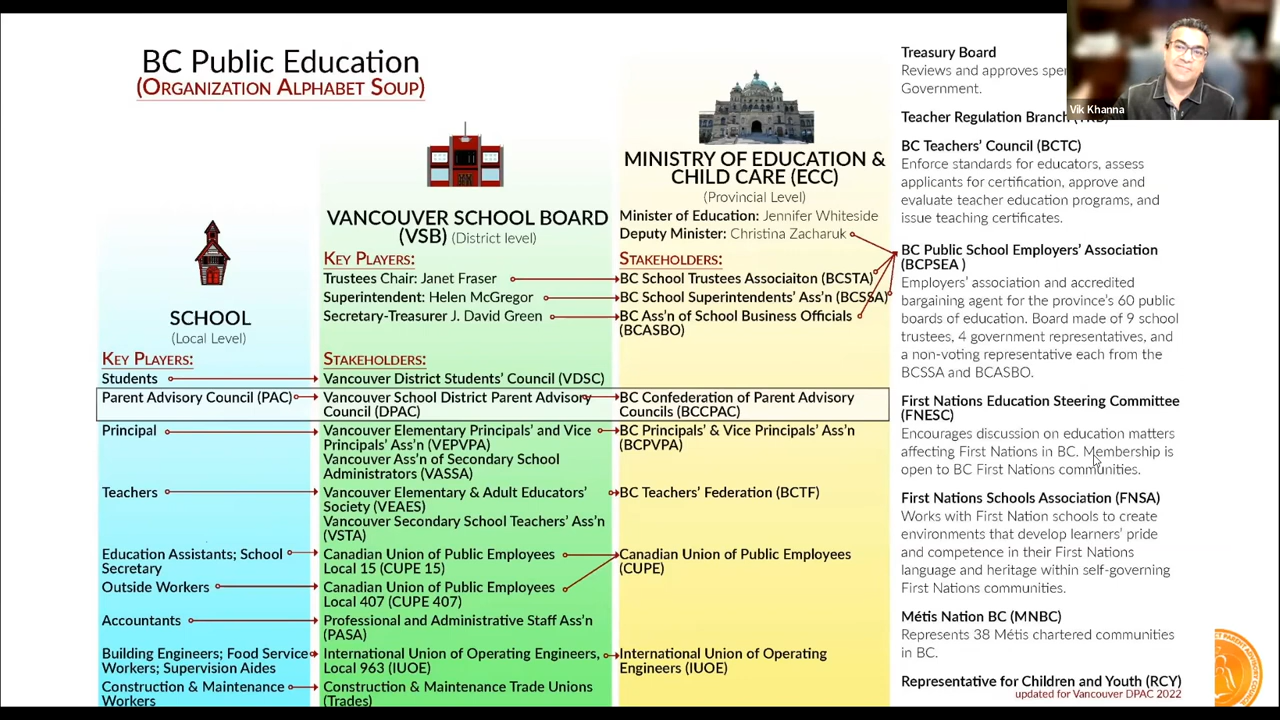 BC Public Education
(Organization Alphabet Soup)
SCHOOL
(Local Level)
Key Players:
Students
Parent Advisory Council (PAC)
Principal
Teachers
Education Assistants; School
Secretary
Outside Workers
Accountants
Building Engineers; Food Service
Workers; Supervision Aides
Construction & Maintenance
Workers
VANCOUVER SCHOOL BOARD
(VSB) (District level)
Key Players:
Trustees Chair: Janet Fraser
Superintendent: Helen McGregor
Secretary-Treasurer J. David Green
Stakeholders:
Vancouver District Students' Council (VDSC)
Vancouver School District Parent Advisory
Council (DPAC)
Vancouver Elementary Principals' and Vice
Principals' Ass'n (VEPVPA)
Vancouver Ass'n of Secondary School
Administrators (VASSA)
Vancouver Elementary & Adult Educators'
Society (VEAES)
Vancouver Secondary School Teachers' Ass'n
(VSTA)
Canadian Union of Public Employees
Local 15 (CUPE 15)
Canadian Union of Public Employees
Local 407 (CUPE 407)
Professional and Administrative Staff Ass'n
(PASA)
International Union of Operating Engineers,
Local 963 (IUOE)
Construction & Maintenance Trade Unions
(Trades)
MINISTRY OF EDUCATION &
CHILD CARE (ECC)
(Provincial Level)
Minister of Education: Jennifer Whiteside
Deputy Minister: Christina Zacharuk
Stakeholders:
BC School Trustees Associaiton (BCSTA)
BC School Superintendents' Ass'n (BCSSA)
BC Ass'n of School Business Officials
(BCASBO)
BC Confederation of Parent Advisory
Councils (BCCPAC)
BC Principals' & Vice Principals' Ass'n
(BCPVPA)
BC Teachers' Federation (BCTF)
Canadian Union of Public Employees
(CUPE)
International Union of Operating
Engineers (IUOE)
Treasury Board
Reviews and approves
Government.
Teacher Regulation Branch
BC Teachers' Council (BCTC)
Enforce standards for educators, assess
applicants for certification, approve and
evaluate teacher education programs, and
issue teaching certificates.
BC Public School Employers' Association
(BCPSEA )
Employers' association and accredited
bargaining agent for the province's 60 public
boards of education. Board made of 9 school
trustees, 4 government representatives, and
a non-voting representative each from the
BCSSA and BCASBO.
First Nations Education Steering Committee
(FNESC)
Encourages discussion on education matters
affecting First Nations in BC. Membership is
open to BC First Nations communities.
First Nations Schools Association (FNSA)
Works with First Nation schools to create
environments that develop learners' pride
and competence in their First Nations
language and heritage within self-governing
First Nations communities.
Métis Nation BC (MNBC)
Represents 38 Métis chartered communities
in BC.
Representative for Children and Youth (RCY)
updated for Vancouver DPAC 2022
Vik Khanna